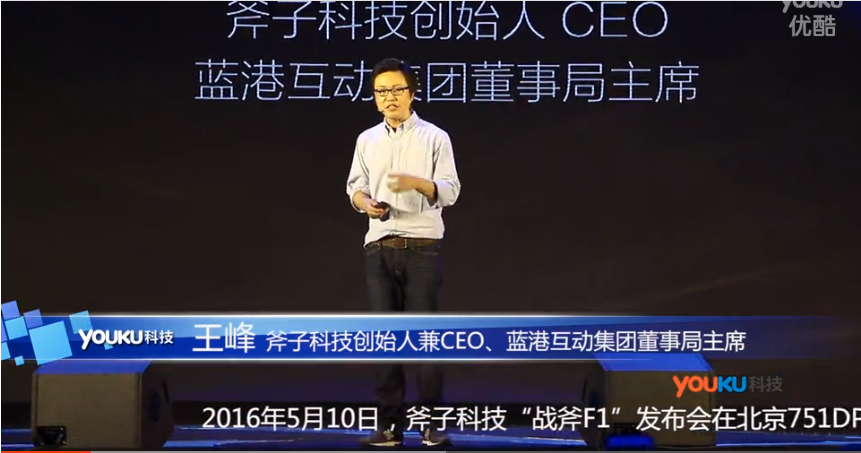 YOUKU
优酷
斧子科技创始人 CEO
蓝港互动集团董事局主席
YOUKU科技 王峰 斧子科技创始人兼CEO、蓝港互动集团董事局主席
YOUKU科技
2016年5月10日，斧子科技“战斧F1”发布会在北京751DP